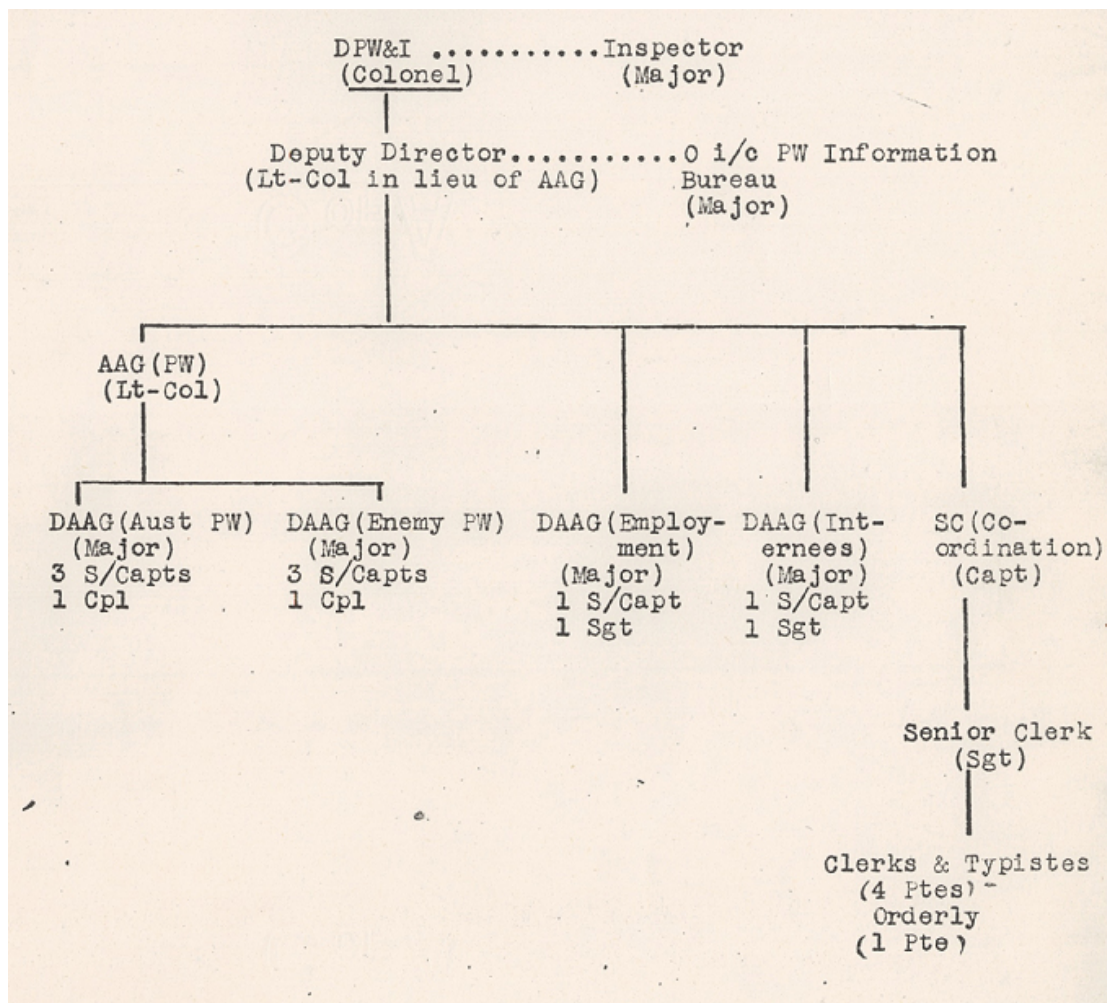 DPW&I ...........Inspector
(Colonel) (Major)
Deputy Director...........O i/c PW Information
(Lt-Col in lieu of AAG) Bureau
(Major)
AAG(PW)
(Lt-Col)
DAAG(Aust PW)
(Major)
3 S/Capts
1 Cpl
DAAG(Enemy PW)
(Major)
3 S/Capts
1 Cpl
DAAG(Employ-
ment)
(Major)
1 S/Capt
1 Sgt
DAAG(Int-
ernees)
(Major)
1 S/Capt
1 Sgt
SC(Co-
ordination)
(Capt)
Senior Clerk
(Sgt)
Clerks & Typistes
(4 Ptes)-
Orderly
(1 Pte)